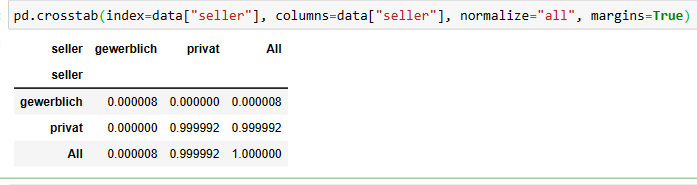 pd.crosstab(index=data["seller"], columns=data["seller"], normalize="all", margins=True)
seller gewerblich privat All
seller
gewerblich 0.000008 0.000000 0.000008
privat 0.000000 0.999992 0.999992
All 0.000008 0.999992 1.000000